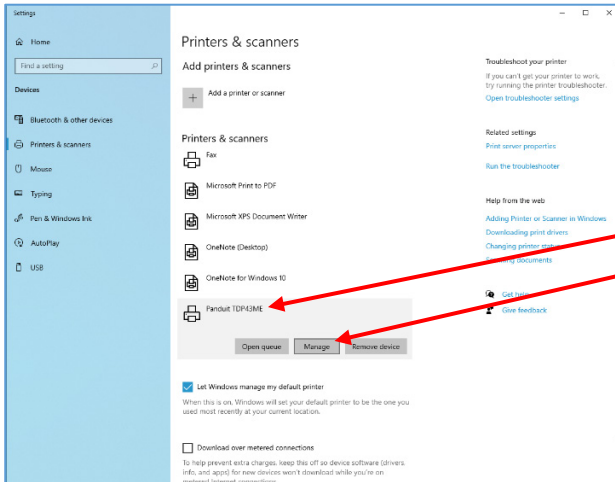 Settings
Home
Find a setting
Devices
Bluetooth & other devices
Printers & scanners
Mouse
Typing
Pen & Windows Ink
AutoPlay
USB
Printers & scanners
Add printers & scanners
Add a printer or scanner
Printers & scanners
Fax
Microsoft Print to PDF
Microsoft XPS Document Writer
OneNote (Desktop)
OneNote for Windows 10
Panduit TDP43ME
Open queue Manage Remove device
Let Windows manage my default printer
When this is on, Windows will set your default printer to be the one you
used most recently at your current location.
Download over metered connections
To help prevent extra charges, keep this off so device software (drivers,
info, and apps) for new devices won't download while you're on
metered Internet connections.
Troubleshoot your printer
If you can't get your printer to work,
try running the printer troubleshooter.
Open troubleshooter settings
Related settings
Print server properties
Run the troubleshooter
Help from the web
Adding Printer or Scanner in Windows
Downloading print drivers
Changing printer status
documents
Get help
Give feedback